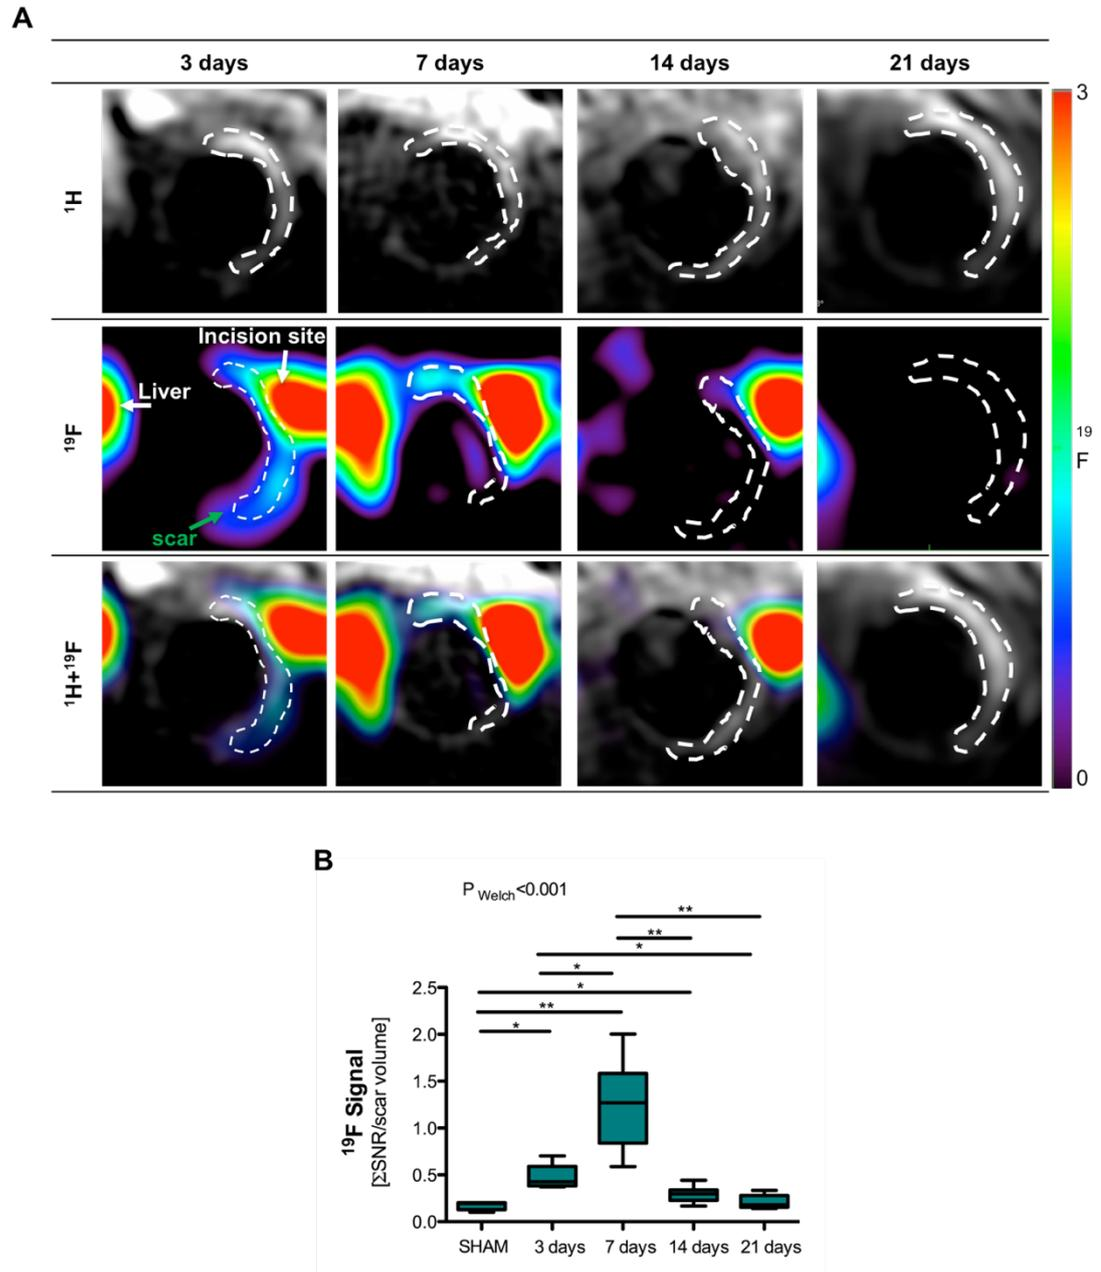 A
3 days 7 days 14 days 21 days
¹H
3
Incision site
Liver
¹⁹F
scar
¹⁹
F
¹H+¹⁹F
0
B
P Welch<0.001
**
**
*
*
*
**
*
2.5
2.0
1.5
1.0
0.5
0.0
¹⁹F Signal
[ΣSNR/scar volume]
SHAM 3 days 7 days 14 days 21 days